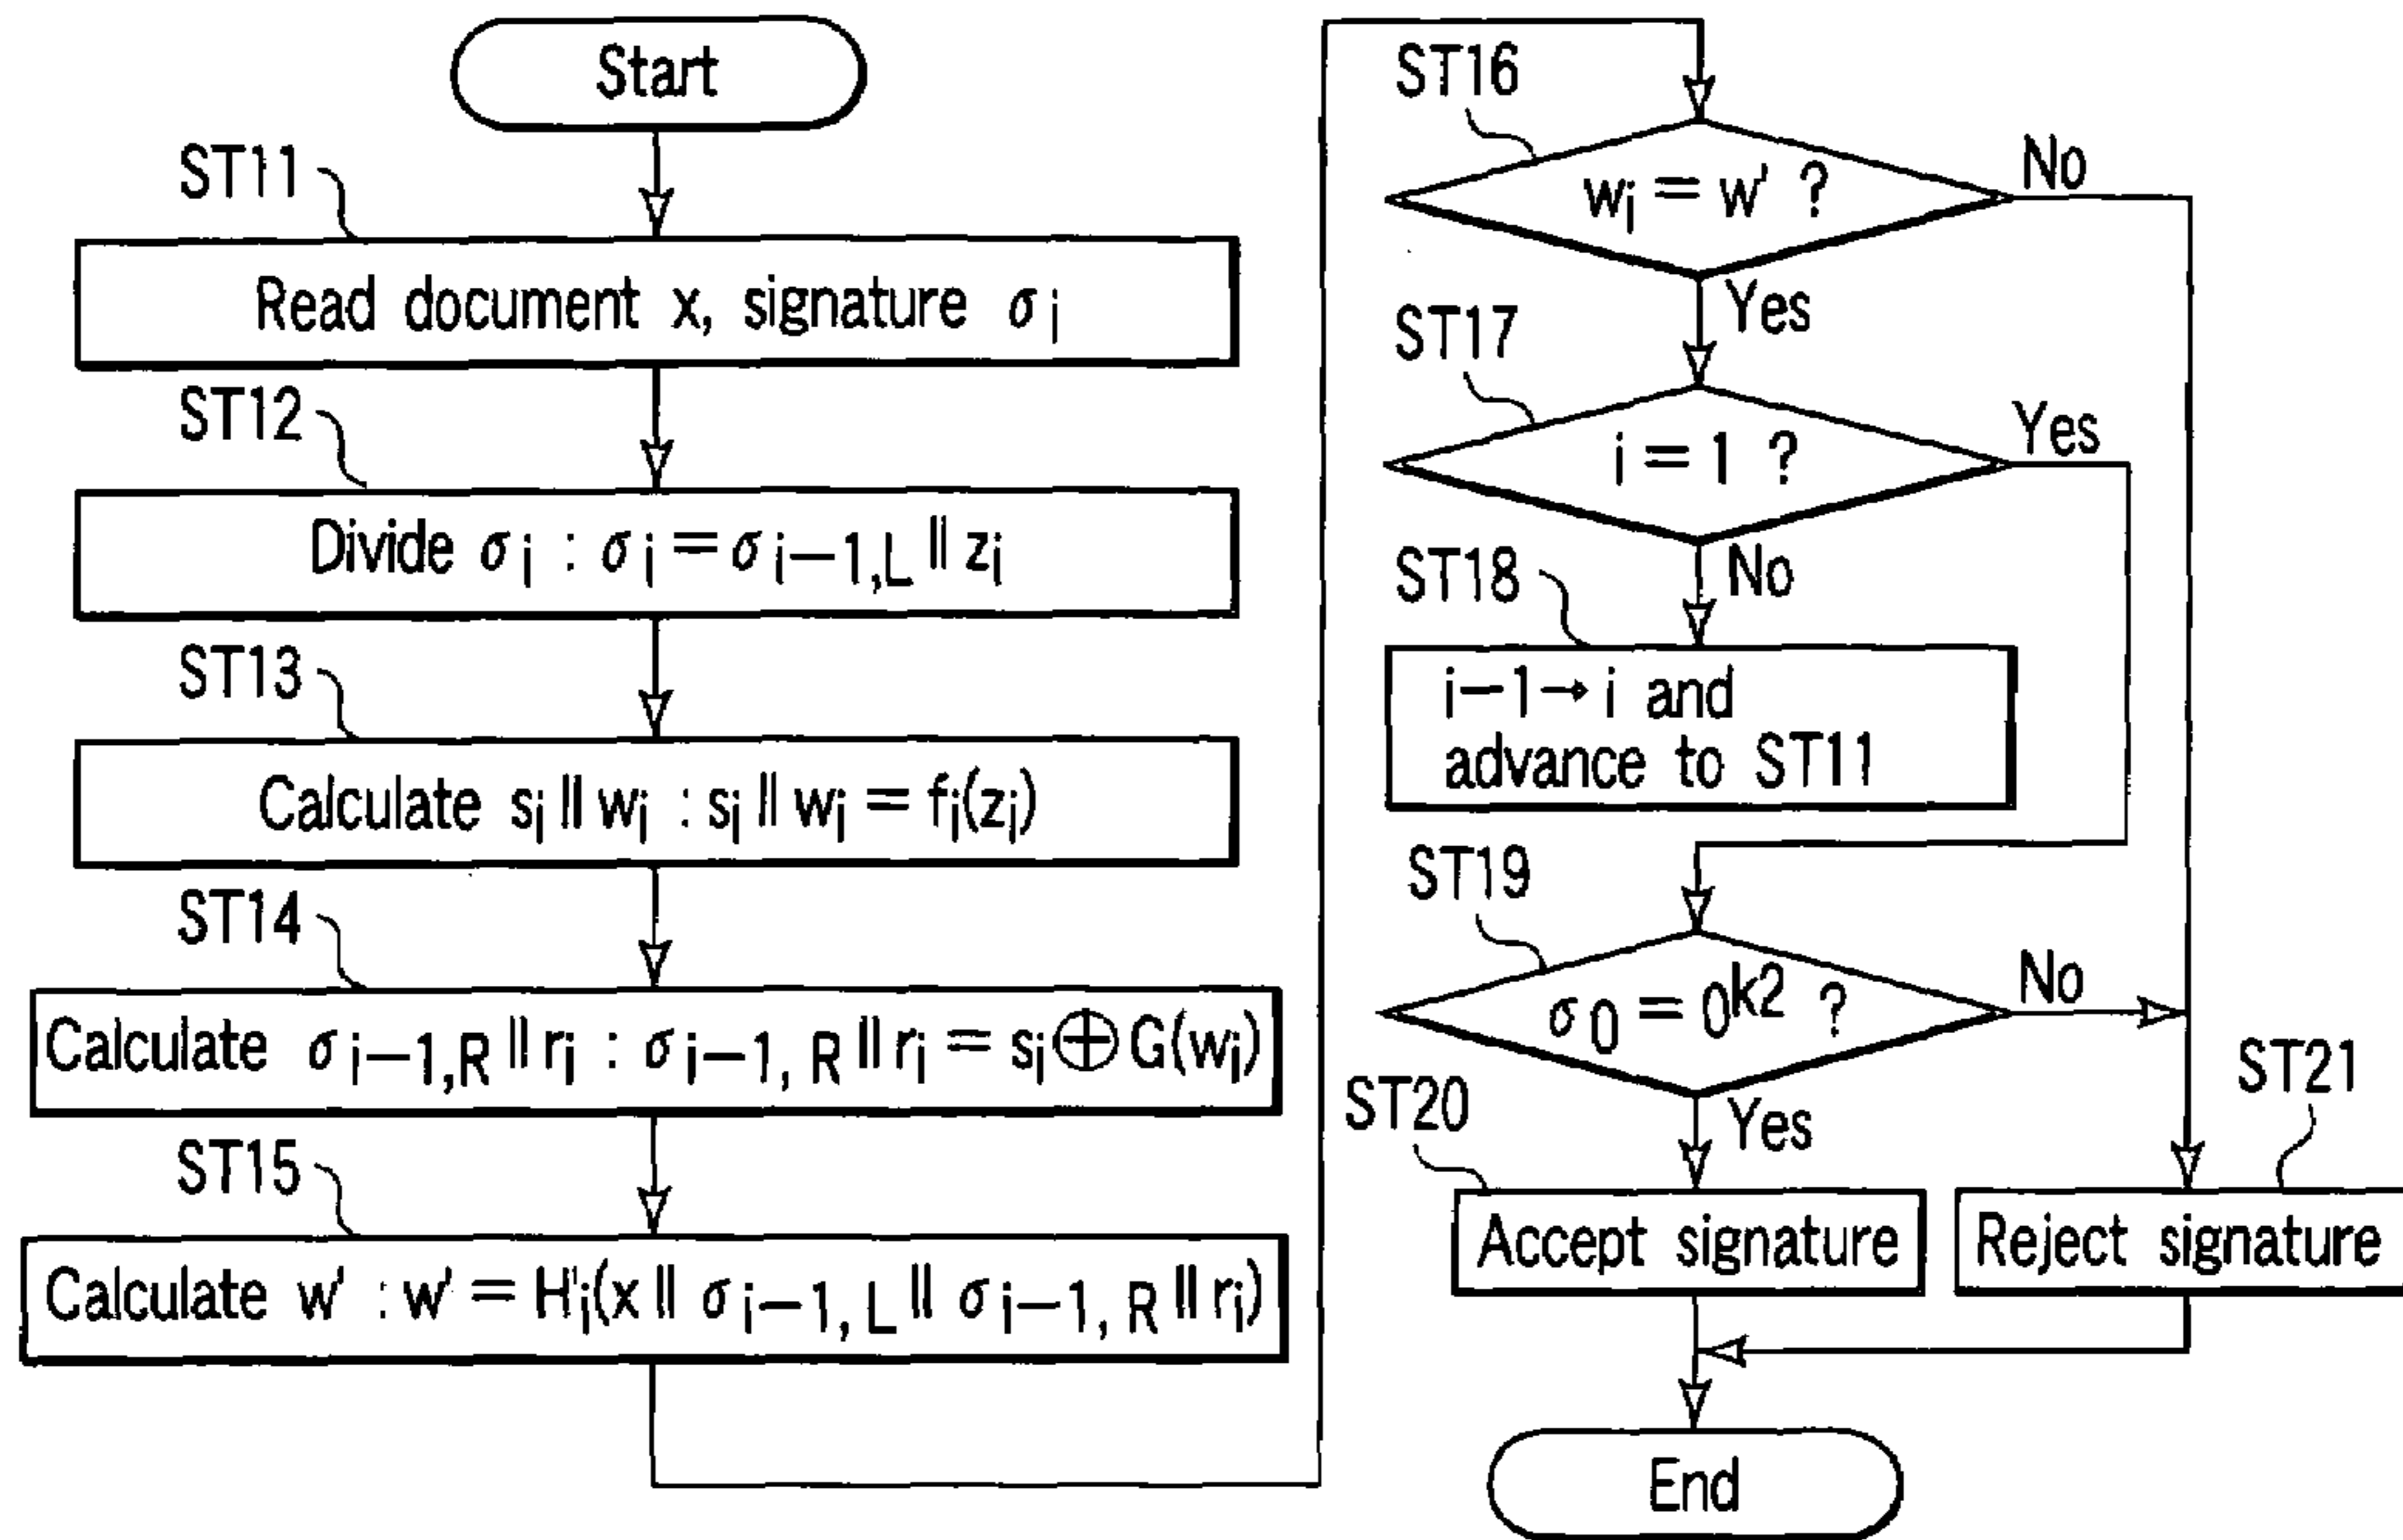 Start
ST11
Read document x, signature σi
ST12
Divide σi : σi = σi−1,L ‖ zi
ST13
Calculate si ‖ wi : si ‖ wi = fi(zi)
ST14
Calculate σi−1,R ‖ ri : σi−1, R ‖ ri = si ⊕ G(wi)
ST15
Calculate w' : w' = H'i(x ‖ σi−1, L ‖ σi−1, R ‖ ri)
ST16
wi = w' ?
No
Yes
ST17
i = 1 ?
Yes
No
ST18
i−1→ i and
advance to ST11
ST19
σ0 = 0^k2 ?
No
Yes
ST20
Accept signature
ST21
Reject signature
End